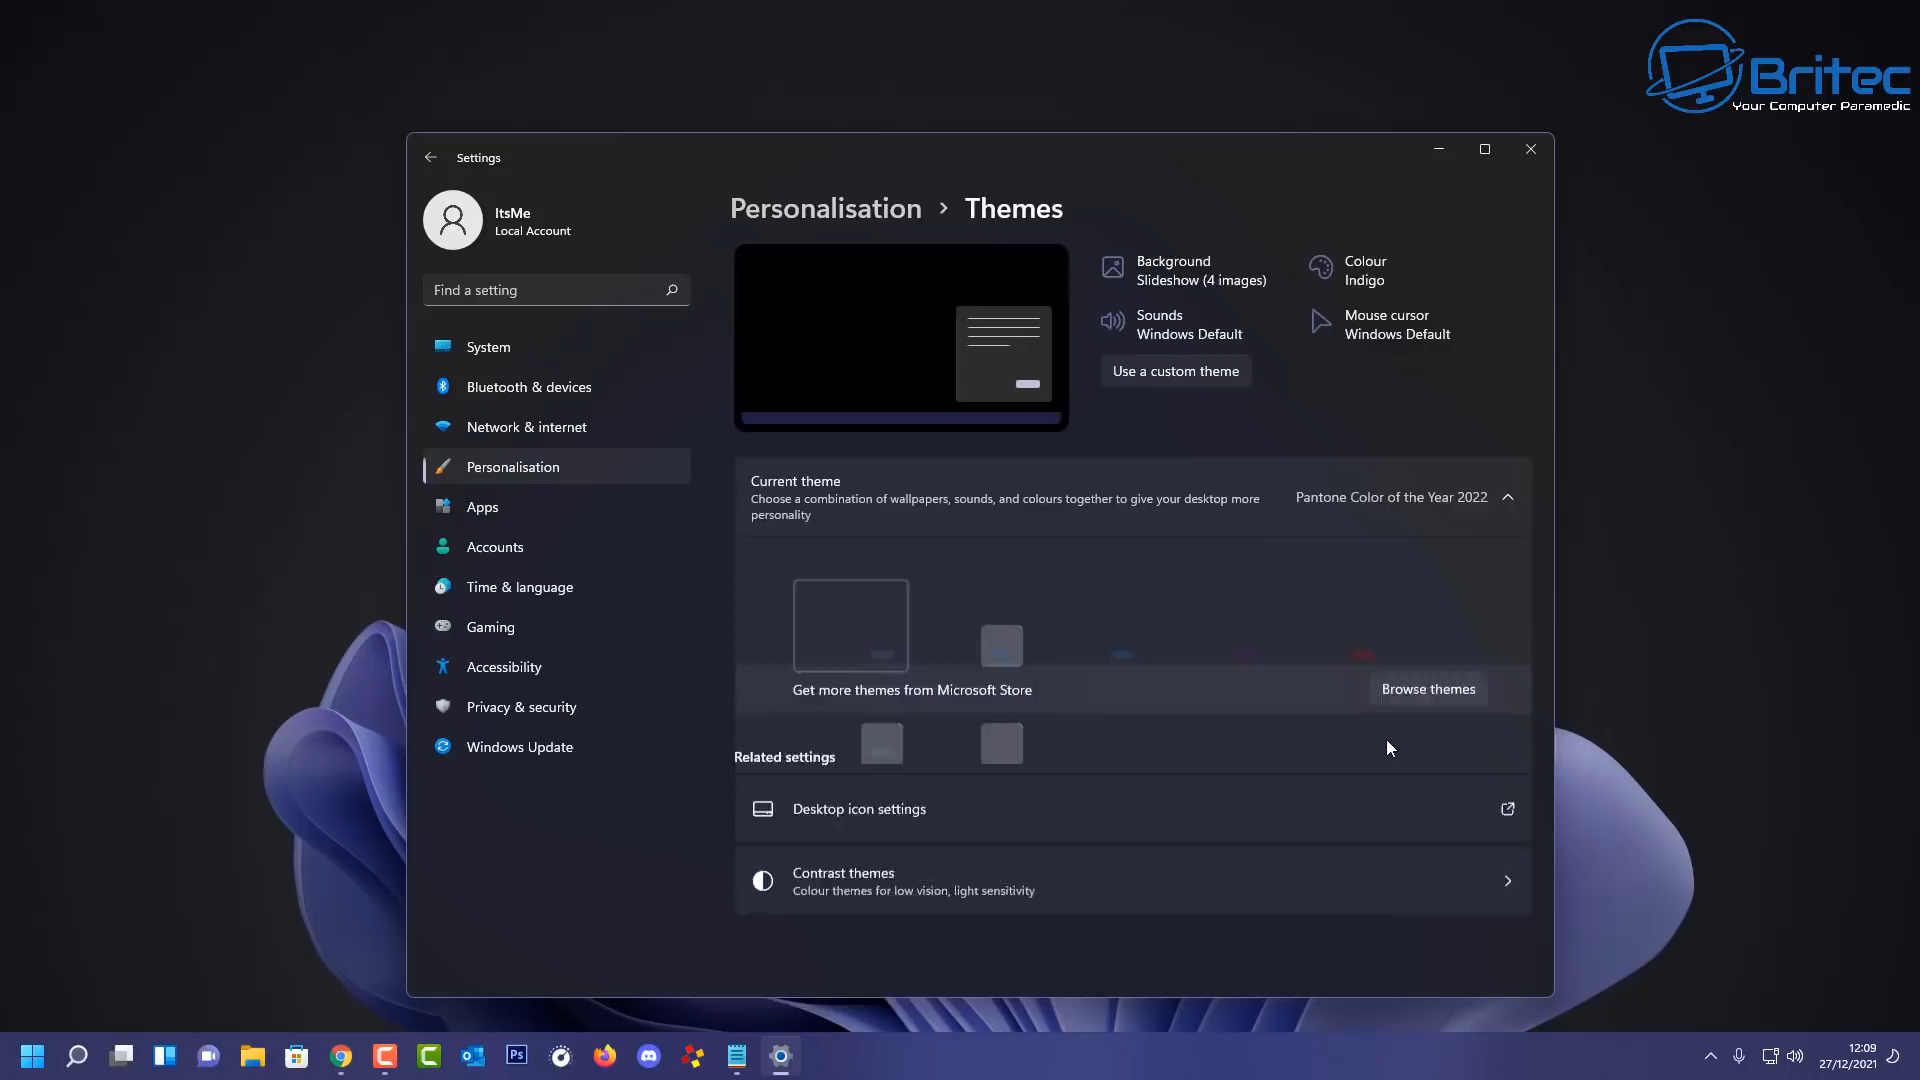 Britec
Your Computer Paramedic
Settings
ItsMe
Local Account
Find a setting
System
Bluetooth & devices
Network & internet
Personalisation
Apps
Accounts
Time & language
Gaming
Accessibility
Privacy & security
Windows Update
Personalisation > Themes
Background
Slideshow (4 images)
Colour
Indigo
Sounds
Windows Default
Mouse cursor
Windows Default
Use a custom theme
Current theme
Choose a combination of wallpapers, sounds, and colours together to give your desktop more
personality
Pantone Color of the Year 2022
Get more themes from Microsoft Store
Browse themes
Related settings
Desktop icon settings
Contrast themes
Colour themes for low vision, light sensitivity
Ps
12:09
27/12/2021